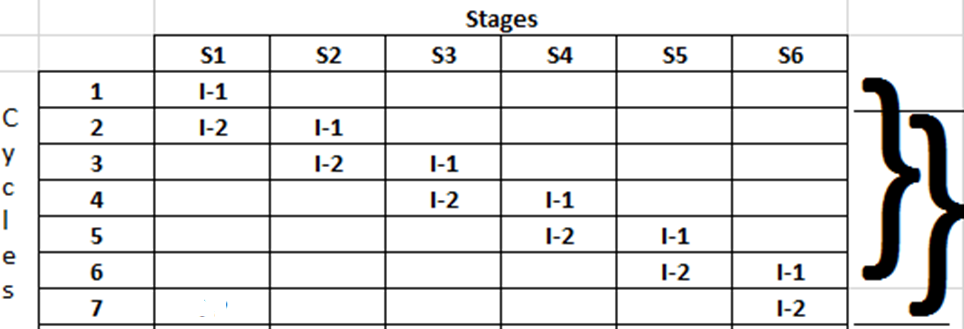 Stages
S1 S2 S3 S4 S5 S6
Cycles
1 I-1
2 I-2 I-1
3 I-2 I-1
4 I-2 I-1
5 I-2 I-1
6 I-2 I-1
7 I-2